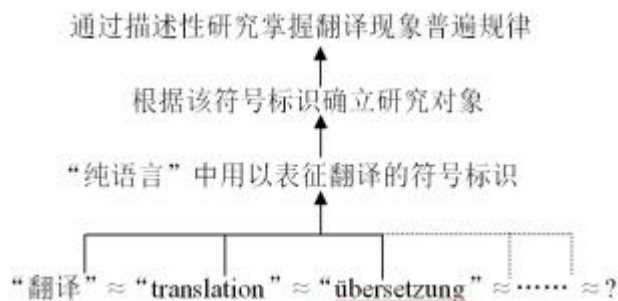 通过描述性研究掌握翻译现象普遍规律
根据该符号标识确立研究对象
“纯语言”中用以表征翻译的符号标识
“翻译” ≈ “translation” ≈ “übersetzung” ≈ …… ≈ ?